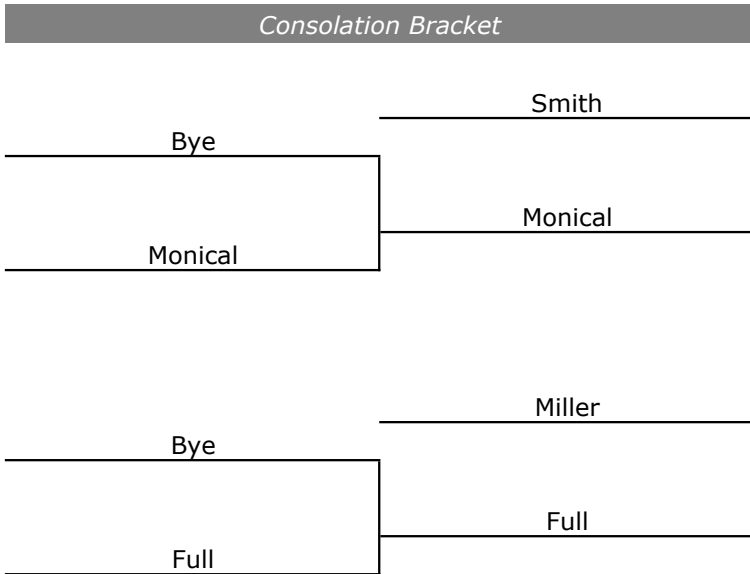 Consolation Bracket
Smith
Bye
Monical
Monical
Miller
Bye
Full
Full